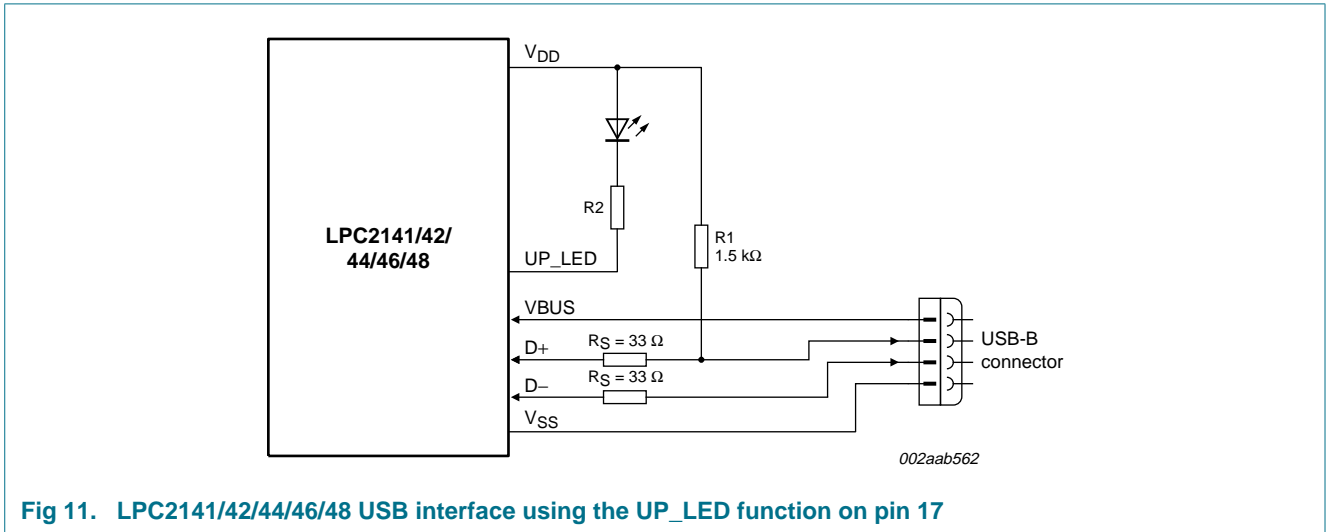 VDD
R2
R1
1.5 kΩ
LPC2141/42/
44/46/48
UP_LED
VBUS
D+
RS = 33 Ω
USB-B
connector
D−
RS = 33 Ω
VSS
002aab562
Fig 11. LPC2141/42/44/46/48 USB interface using the UP_LED function on pin 17